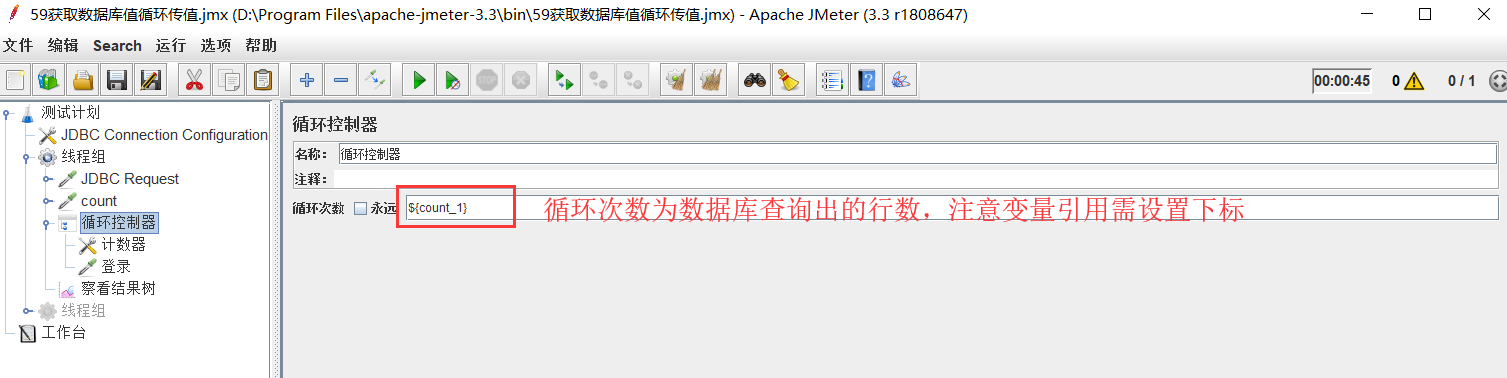 59获取数据库值循环传值.jmx (D:\Program Files\apache-jmeter-3.3\bin\59获取数据库值循环传值.jmx) - Apache JMeter (3.3 r1808647)
文件 编辑 Search 运行 选项 帮助
STOP 00:00:45 0 0 / 1
测试计划
JDBC Connection Configuration
线程组
JDBC Request
count
循环控制器
计数器
登录
察看结果树
线程组
工作台
循环控制器
名称: 循环控制器
注释:
循环次数 永远 ${count_1} 循环次数为数据库查询出的行数，注意变量引用需设置下标